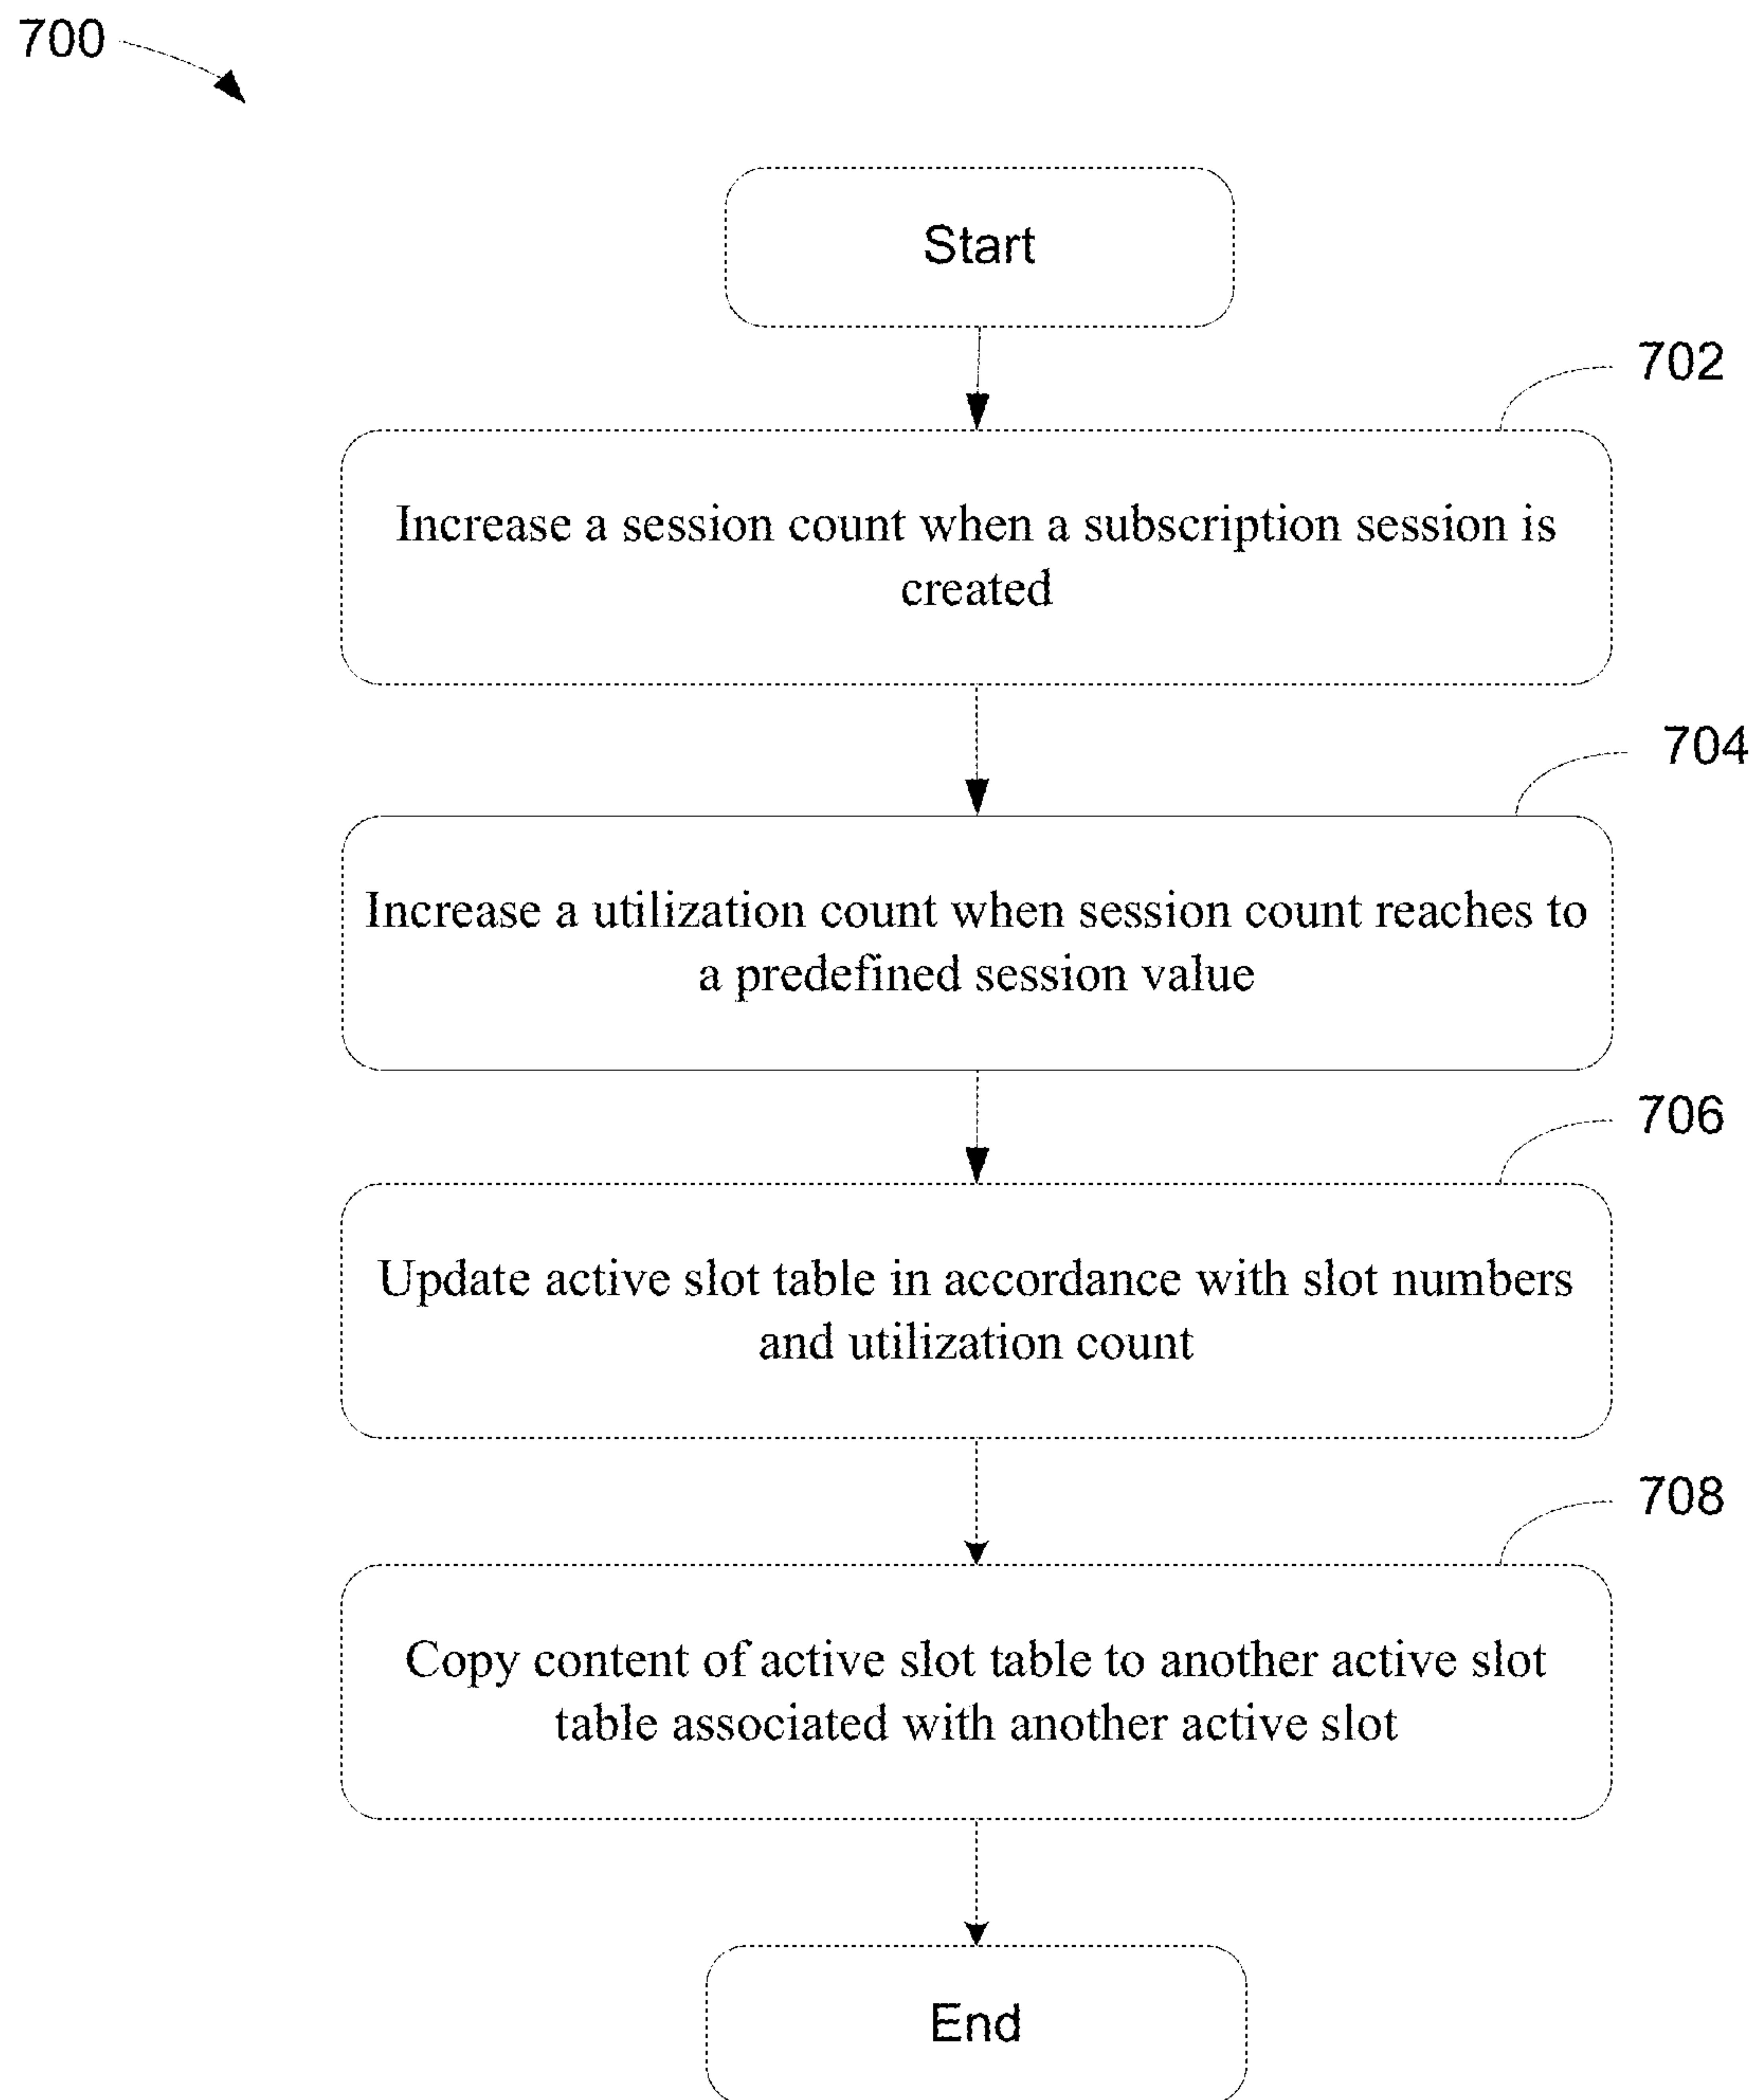 700
Start
702
Increase a session count when a subscription session is
created
704
Increase a utilization count when session count reaches to
a predefined session value
706
Update active slot table in accordance with slot numbers
and utilization count
708
Copy content of active slot table to another active slot
table associated with another active slot
End